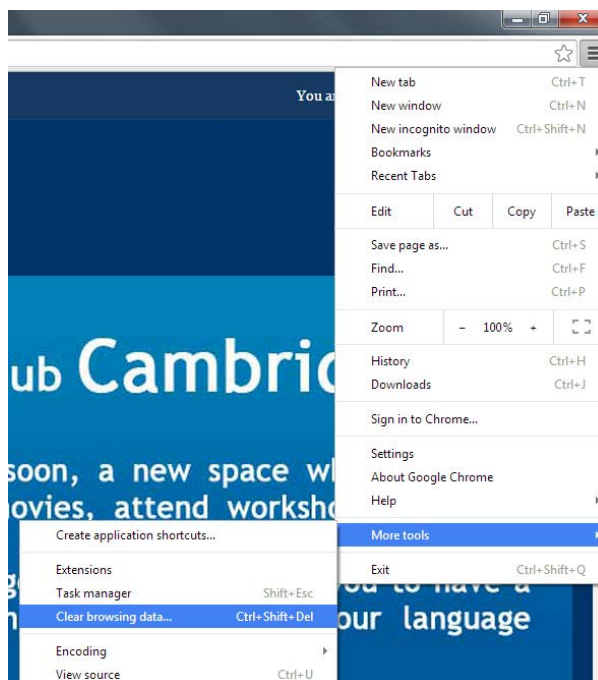 You
New tab Ctrl+T
New window Ctrl+N
New incognito window Ctrl+Shift+N
Bookmarks
Recent Tabs
Edit Cut Copy Paste
Save page as... Ctrl+S
Find... Ctrl+F
Print... Ctrl+P
Zoom - 100% +
History Ctrl+H
Downloads Ctrl+J
Sign in to Chrome...
Settings
About Google Chrome
Help
More tools
Exit Ctrl+Shift+Q
ub Cambric
soon, a new space w
ovies, attend worksho
Create application shortcuts...
Extensions
Task manager Shift+Esc
Clear browsing data... Ctrl+Shift+Del
Encoding
View source Ctrl+U
you to have a
our language